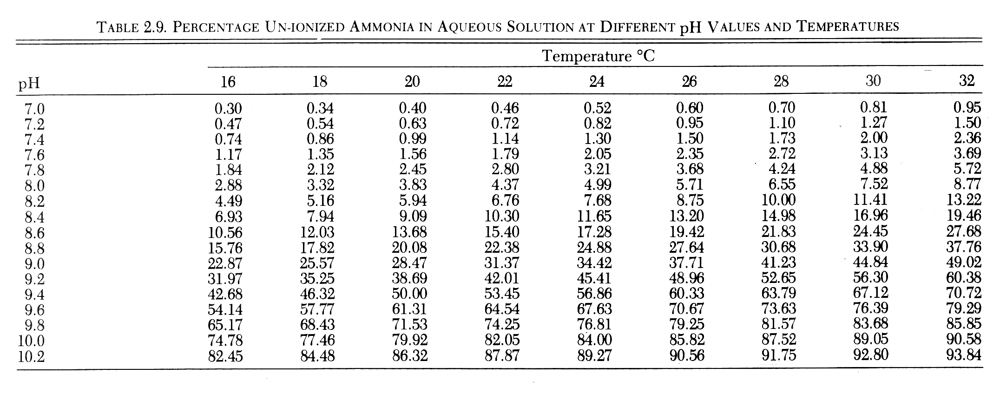 TABLE 2.9. PERCENTAGE UN-IONIZED AMMONIA IN AQUEOUS SOLUTION AT DIFFERENT pH VALUES AND TEMPERATURES
Temperature °C
pH 16 18 20 22 24 26 28 30 32
7.0 0.30 0.34 0.40 0.46 0.52 0.60 0.70 0.81 0.95
7.2 0.47 0.54 0.63 0.72 0.82 0.95 1.10 1.27 1.50
7.4 0.74 0.86 0.99 1.14 1.30 1.50 1.73 2.00 2.36
7.6 1.17 1.35 1.56 1.79 2.05 2.35 2.72 3.13 3.69
7.8 1.84 2.12 2.45 2.80 3.21 3.68 4.24 4.88 5.72
8.0 2.88 3.32 3.83 4.37 4.99 5.71 6.55 7.52 8.77
8.2 4.49 5.16 5.94 6.76 7.68 8.75 10.00 11.41 13.22
8.4 6.93 7.94 9.09 10.30 11.65 13.20 14.98 16.96 19.46
8.6 10.56 12.03 13.68 15.40 17.28 19.42 21.83 24.45 27.68
8.8 15.76 17.82 20.08 22.38 24.88 27.64 30.68 33.90 37.76
9.0 22.87 25.57 28.47 31.37 34.42 37.71 41.23 44.84 49.02
9.2 31.97 35.25 38.69 42.01 45.41 48.96 52.65 56.30 60.38
9.4 42.68 46.32 50.00 53.45 56.86 60.33 63.79 67.12 70.72
9.6 54.14 57.77 61.31 64.54 67.63 70.67 73.63 76.39 79.29
9.8 65.17 68.43 71.53 74.25 76.81 79.25 81.57 83.68 85.85
10.0 74.78 77.46 79.92 82.05 84.00 85.82 87.52 89.05 90.58
10.2 82.45 84.48 86.32 87.87 89.27 90.56 91.75 92.80 93.84